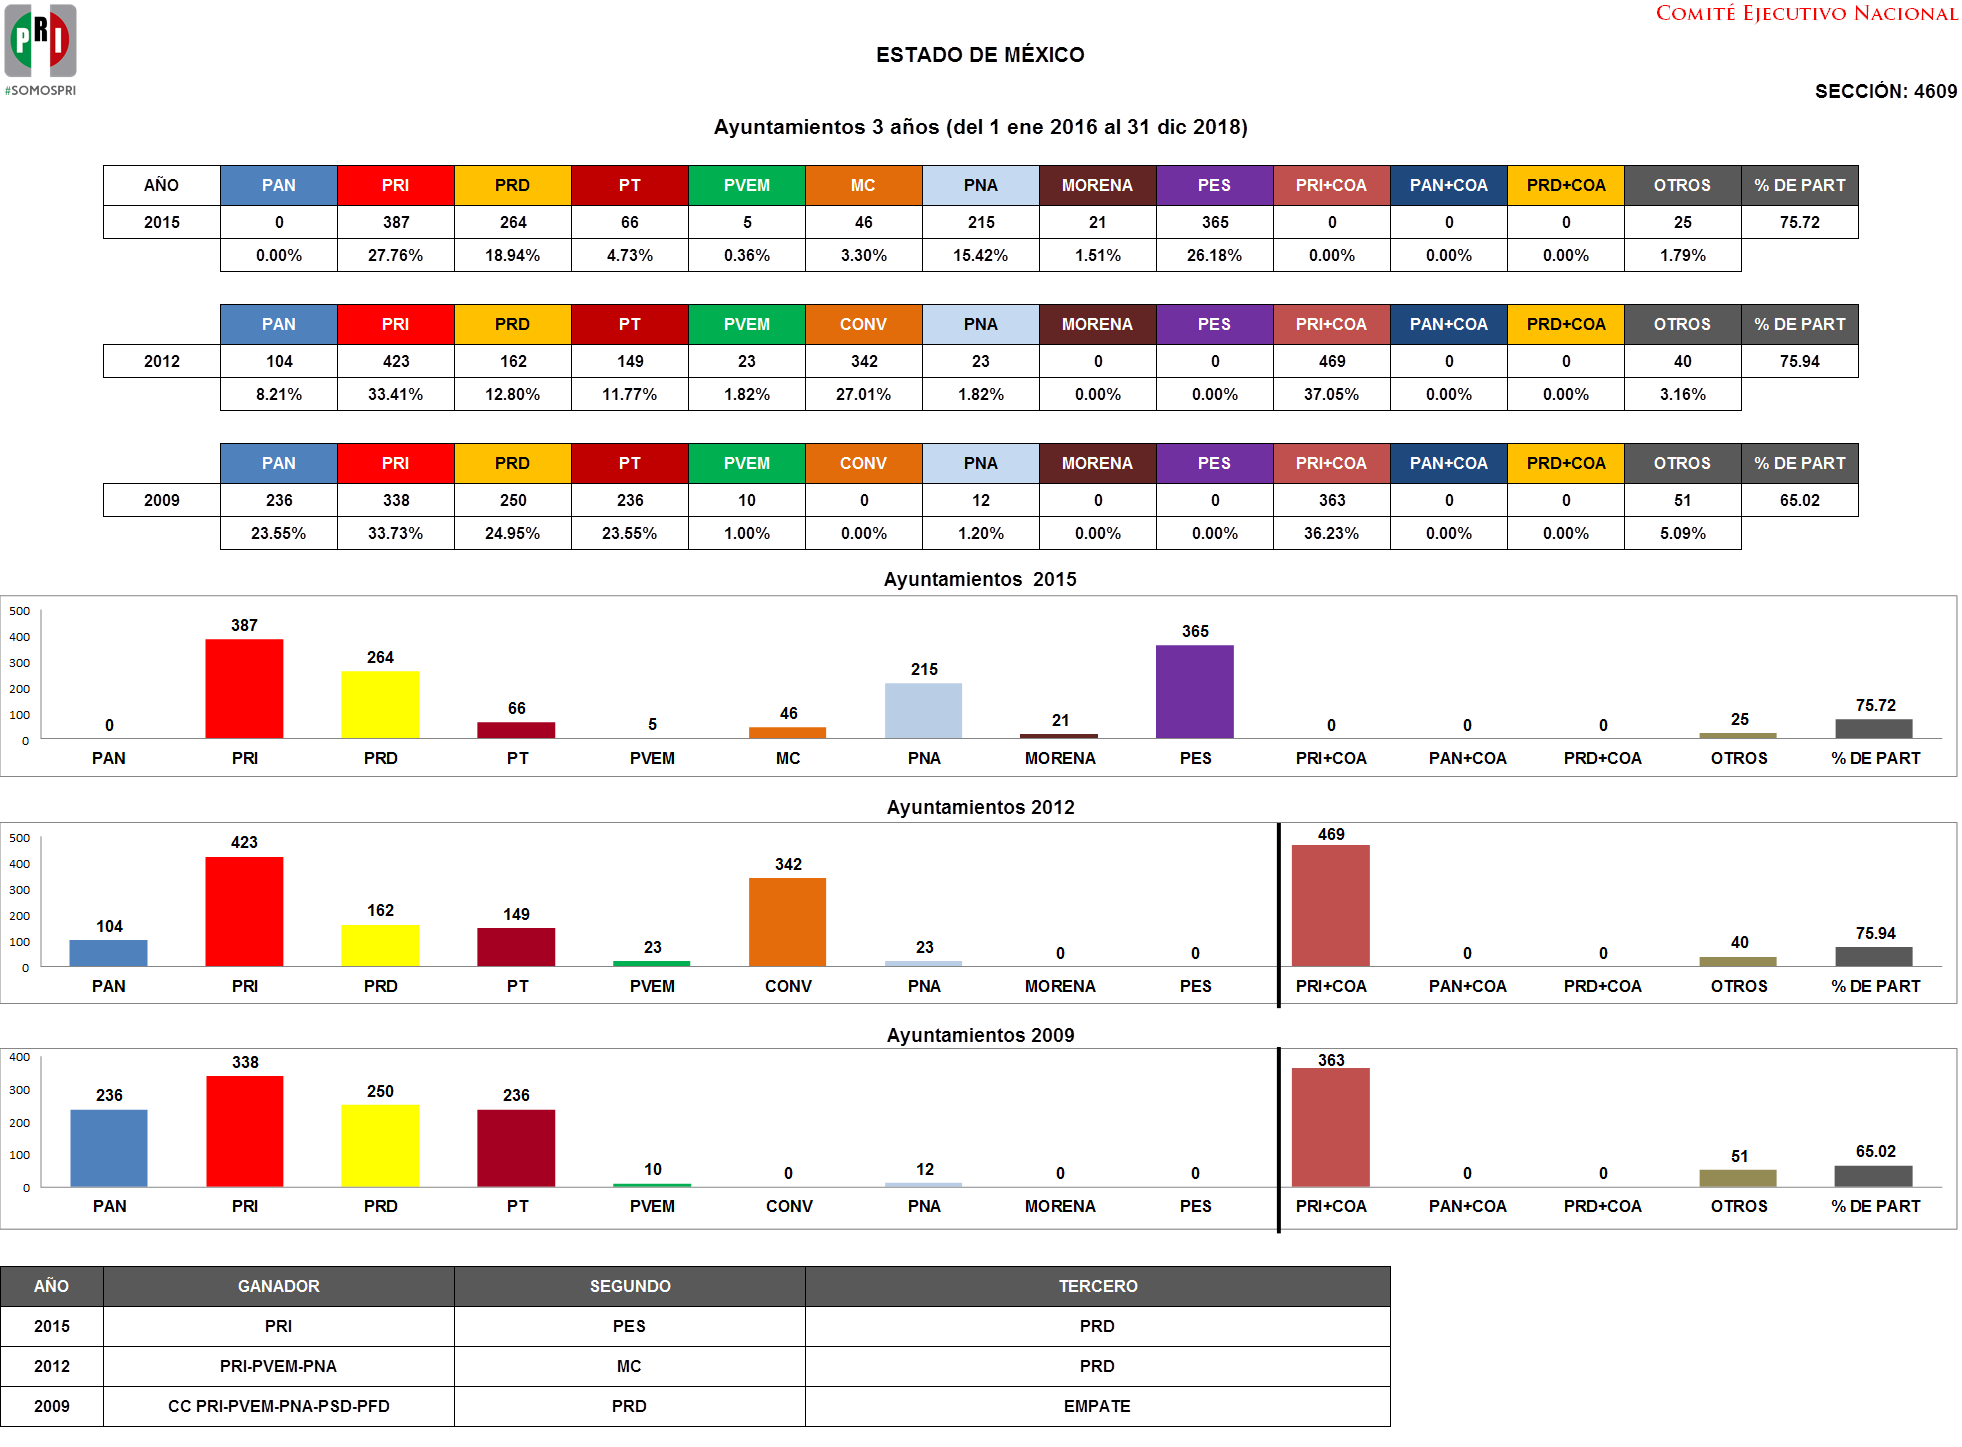 PRI
#SOMOSPRI
COMITÉ EJECUTIVO NACIONAL
ESTADO DE MÉXICO
SECCIÓN: 4609
Ayuntamientos 3 años (del 1 ene 2016 al 31 dic 2018)
AÑO PAN PRI PRD PT PVEM MC PNA MORENA PES PRI+COA PAN+COA PRD+COA OTROS % DE PART
2015 0 387 264 66 5 46 215 21 365 0 0 0 25 75.72
0.00% 27.76% 18.94% 4.73% 0.36% 3.30% 15.42% 1.51% 26.18% 0.00% 0.00% 0.00% 1.79%
PAN PRI PRD PT PVEM CONV PNA MORENA PES PRI+COA PAN+COA PRD+COA OTROS % DE PART
2012 104 423 162 149 23 342 23 0 0 469 0 0 40 75.94
8.21% 33.41% 12.80% 11.77% 1.82% 27.01% 1.82% 0.00% 0.00% 37.05% 0.00% 0.00% 3.16%
PAN PRI PRD PT PVEM CONV PNA MORENA PES PRI+COA PAN+COA PRD+COA OTROS % DE PART
2009 236 338 250 236 10 0 12 0 0 363 0 0 51 65.02
23.55% 33.73% 24.95% 23.55% 1.00% 0.00% 1.20% 0.00% 0.00% 36.23% 0.00% 0.00% 5.09%
Ayuntamientos 2015
500
400
300
200
100
0
0 387 264 66 5 46 215 21 365 0 0 0 25 75.72
PAN PRI PRD PT PVEM MC PNA MORENA PES PRI+COA PAN+COA PRD+COA OTROS % DE PART
Ayuntamientos 2012
500
400
300
200
100
0
104 423 162 149 23 342 23 0 0 469 0 0 40 75.94
PAN PRI PRD PT PVEM CONV PNA MORENA PES PRI+COA PAN+COA PRD+COA OTROS % DE PART
Ayuntamientos 2009
400
300
200
100
0
236 338 250 236 10 0 12 0 0 363 0 0 51 65.02
PAN PRI PRD PT PVEM CONV PNA MORENA PES PRI+COA PAN+COA PRD+COA OTROS % DE PART
AÑO GANADOR SEGUNDO TERCERO
2015 PRI PES PRD
2012 PRI-PVEM-PNA MC PRD
2009 CC PRI-PVEM-PNA-PSD-PFD PRD EMPATE